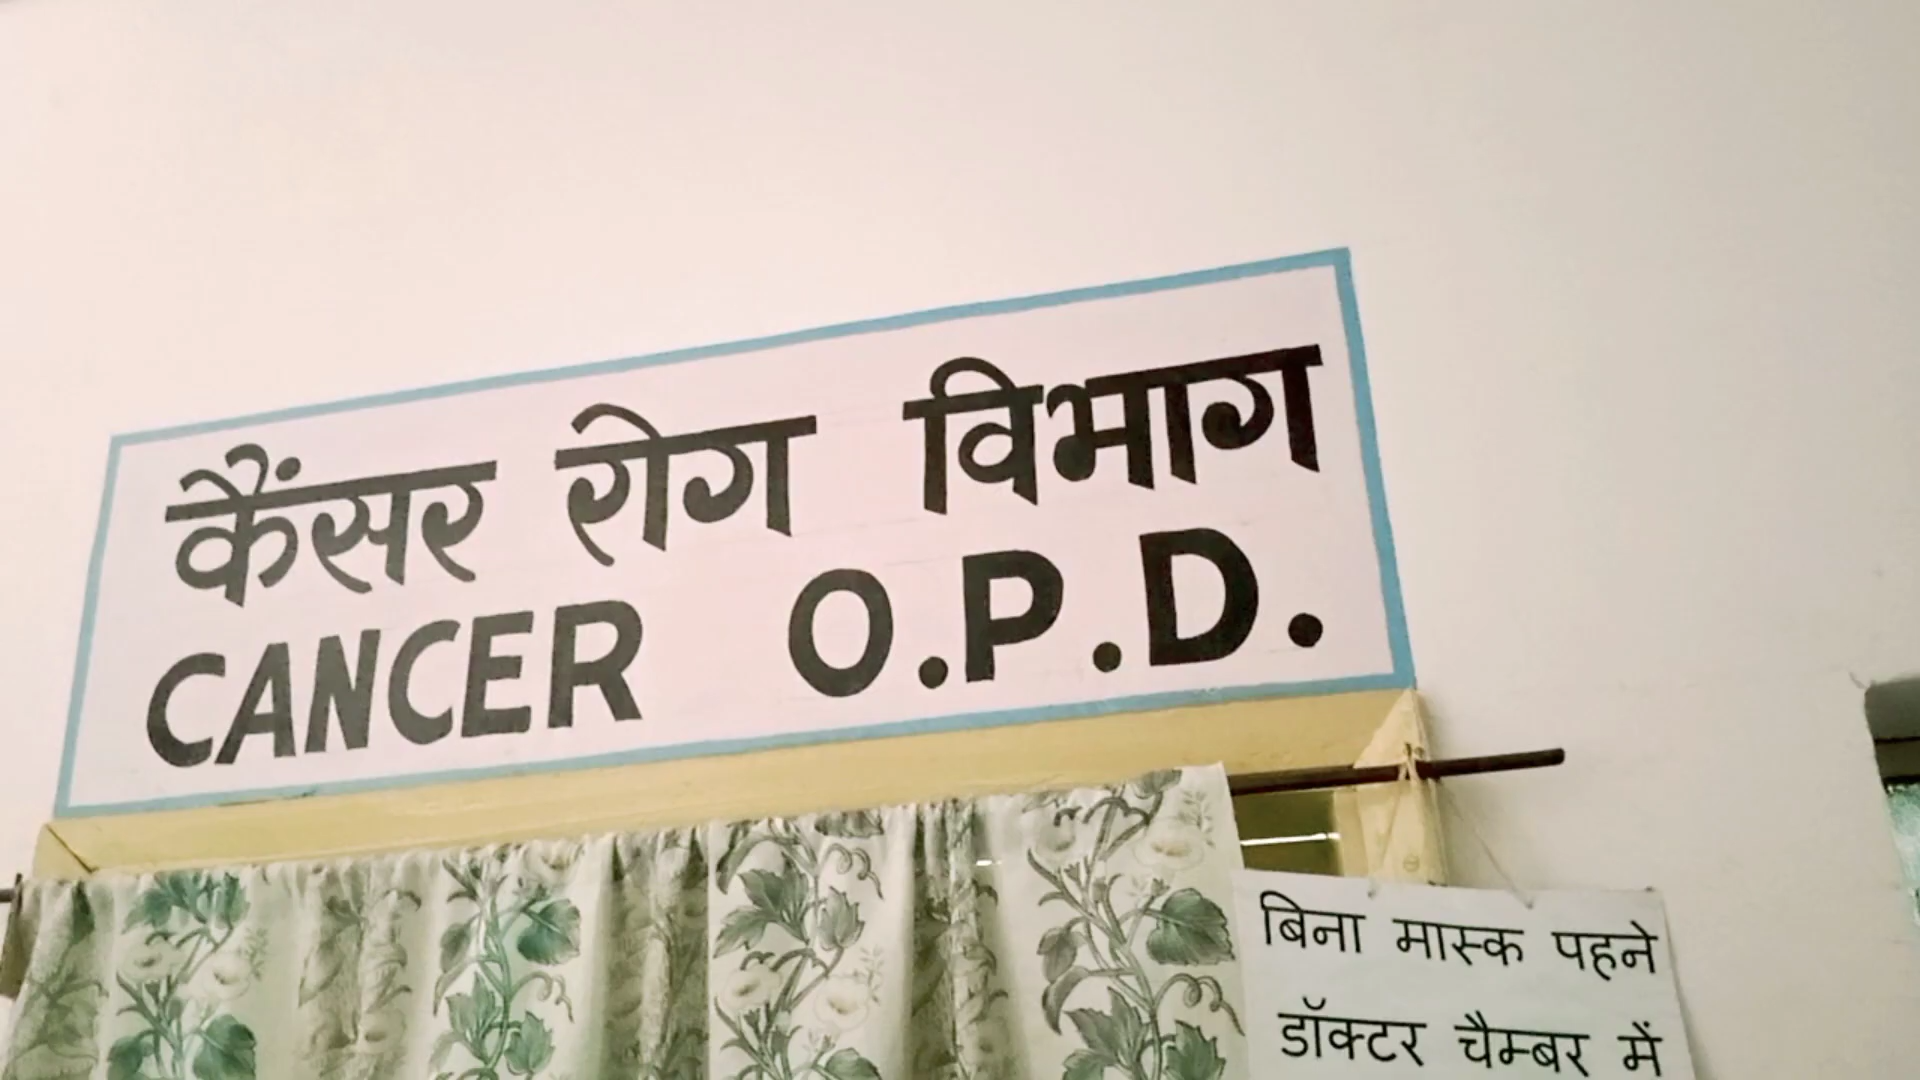 कैंसर रोग विभाग
CANCER O.P.D.
बिना मास्क पहने
डॉक्टर चैम्बर में